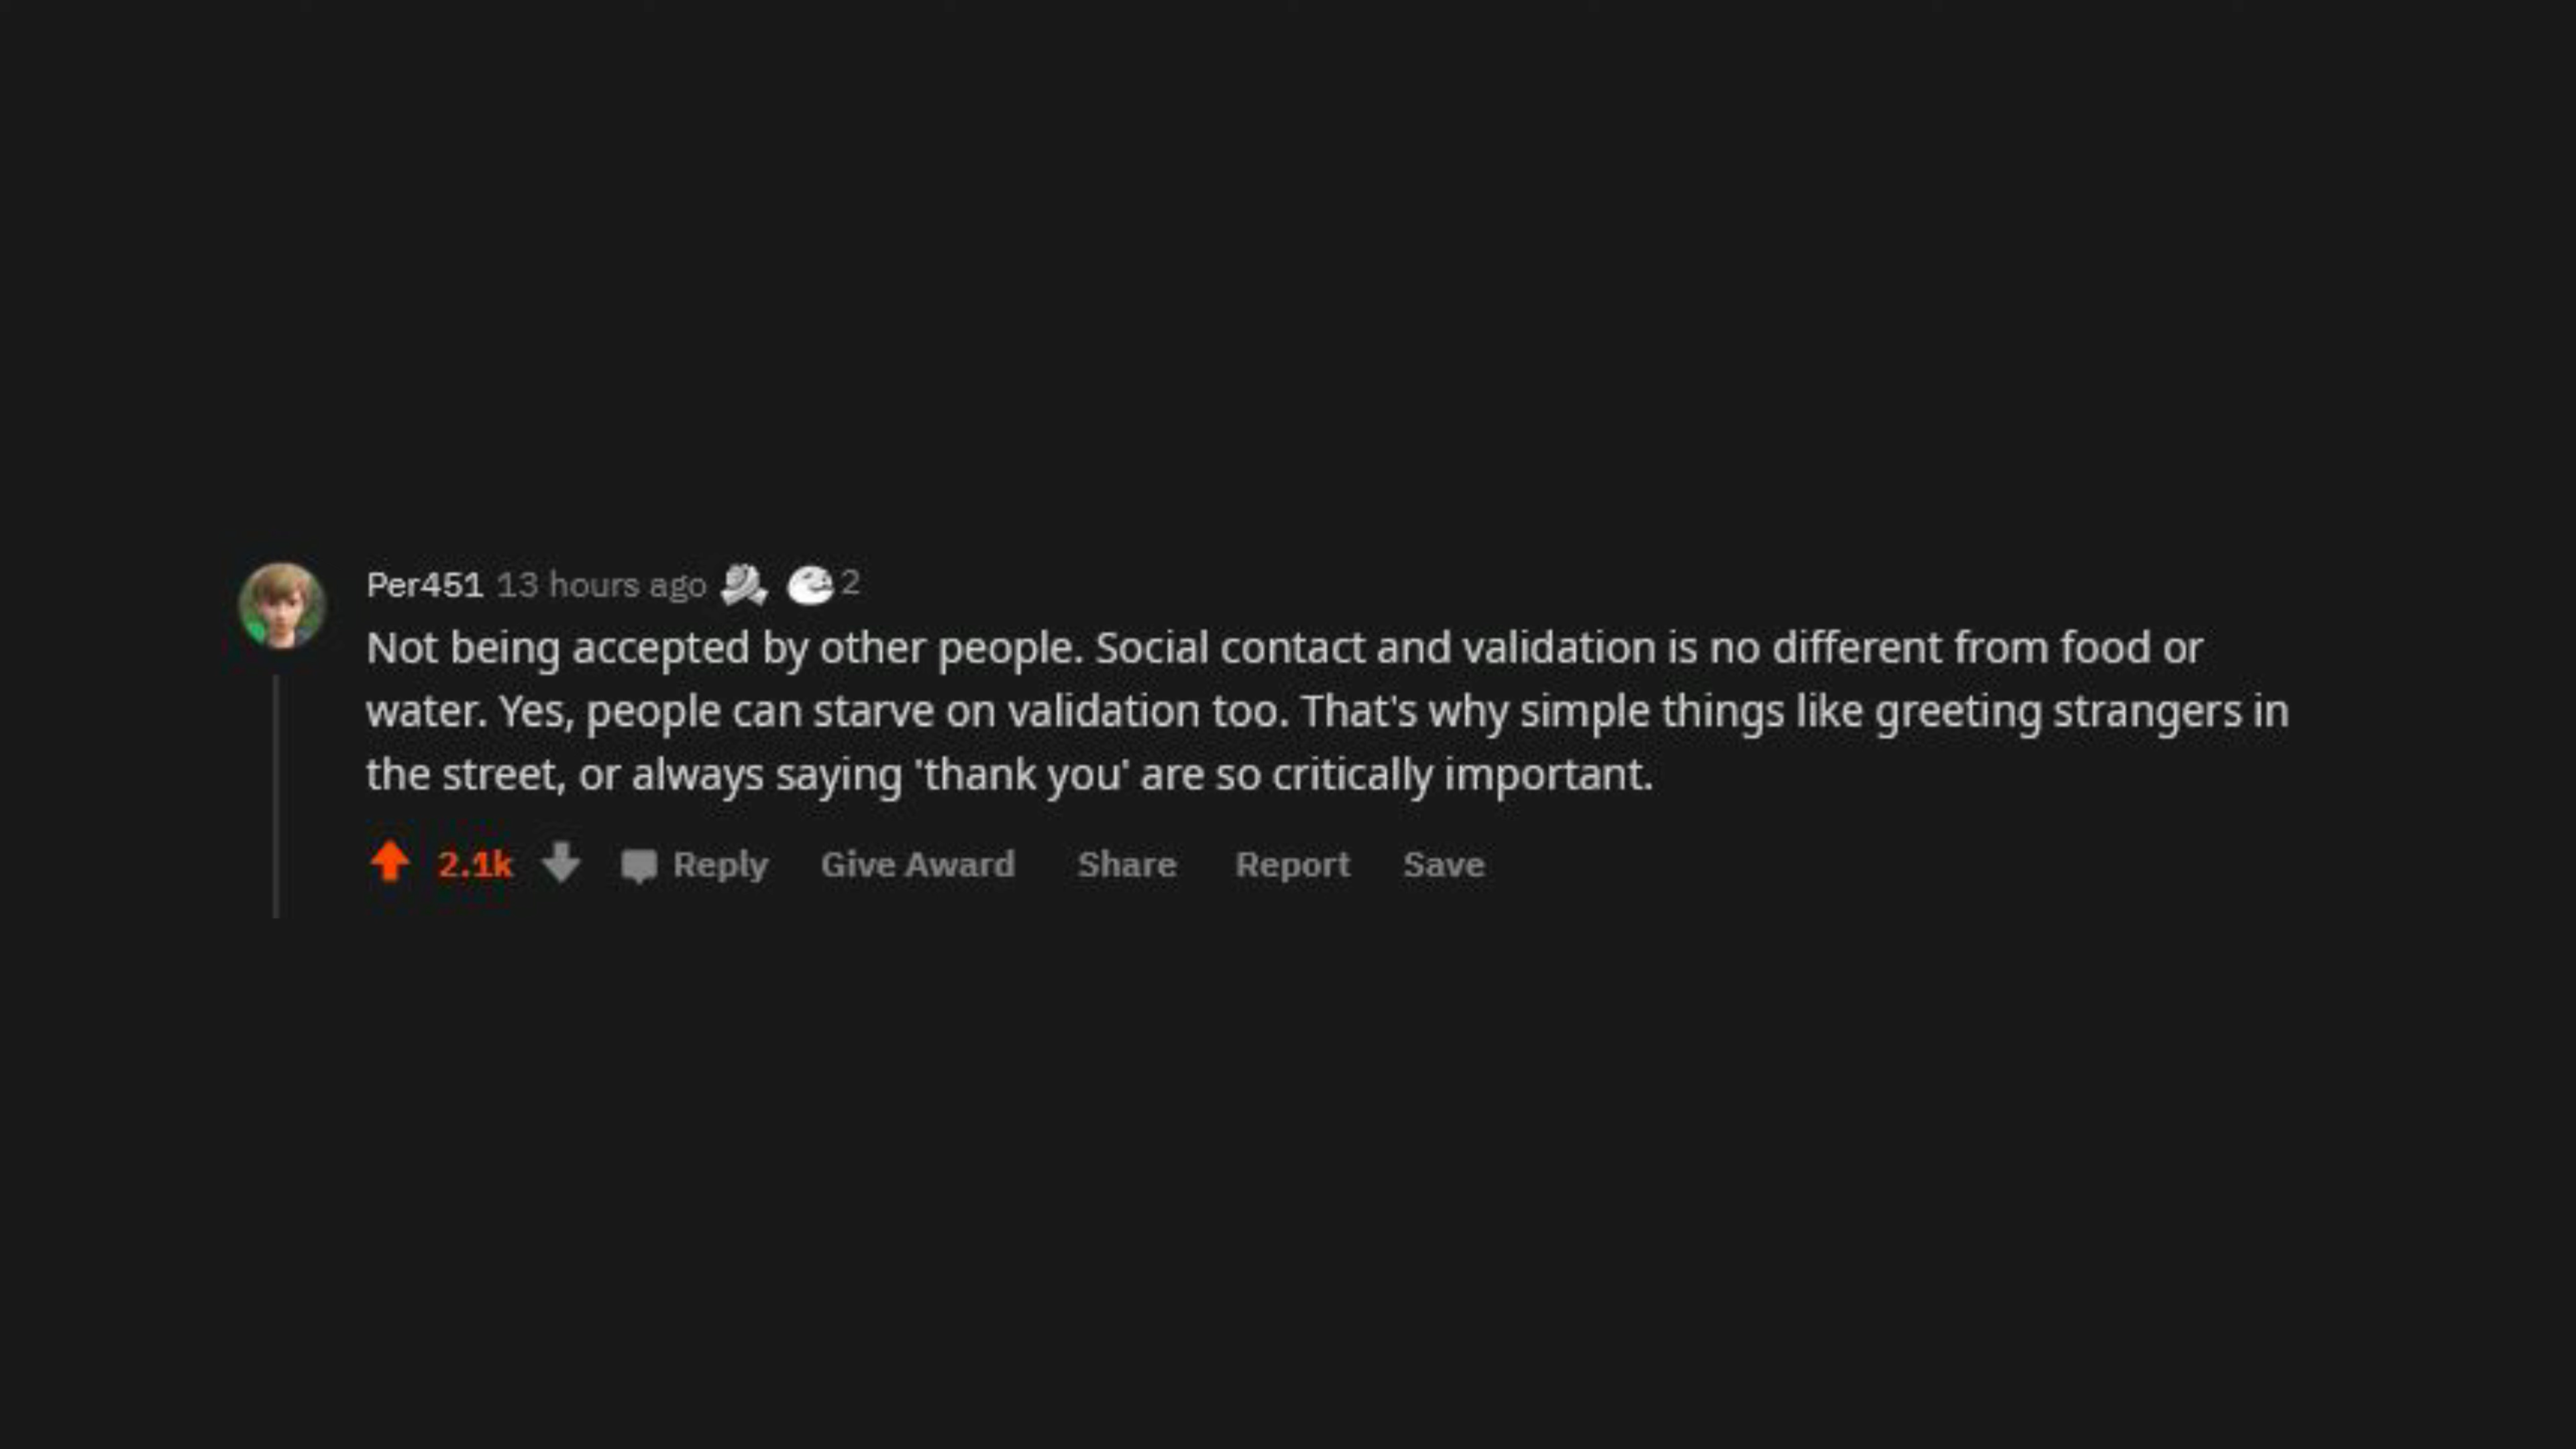 Per451 13 hours ago 2
Not being accepted by other people. Social contact and validation is no different from food or
water. Yes, people can starve on validation too. That's why simple things like greeting strangers in
the street, or always saying 'thank you' are so critically important.
2.1k Reply Give Award Share Report Save